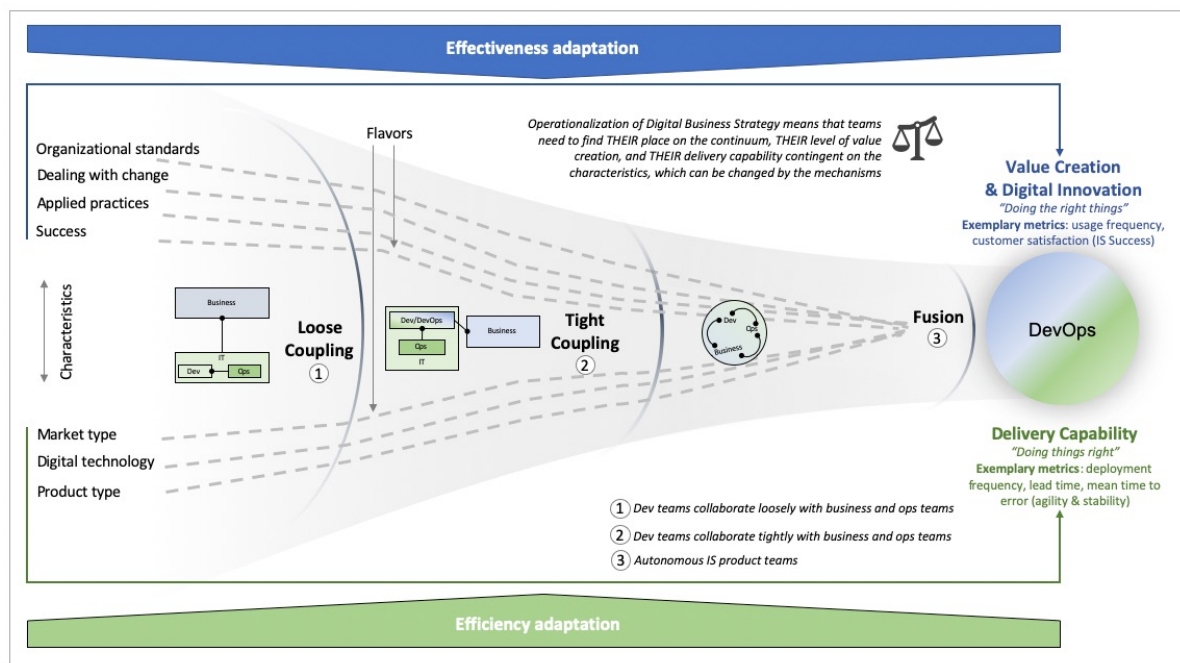 Effectiveness adaptation
Organizational standards
Dealing with change
Applied practices
Success
Flavors
Operationalization of Digital Business Strategy means that teams
need to find THEIR place on the continuum, THEIR level of value
creation, and THEIR delivery capability contingent on the
characteristics, which can be changed by the mechanisms
Value Creation
& Digital Innovation
"Doing the right things"
Exemplary metrics: usage frequency,
customer satisfaction (IS Success)
Characteristics
Business
IT
Dev
Ops
Loose
Coupling
1
Dev/DevOps
Ops
IT
Business
Tight
Coupling
2
Dev
Ops
Business
Fusion
3
DevOps
Market type
Digital technology
Product type
Delivery Capability
"Doing things right"
Exemplary metrics: deployment
frequency, lead time, mean time to
error (agility & stability)
1 Dev teams collaborate loosely with business and ops teams
2 Dev teams collaborate tightly with business and ops teams
3 Autonomous IS product teams
Efficiency adaptation